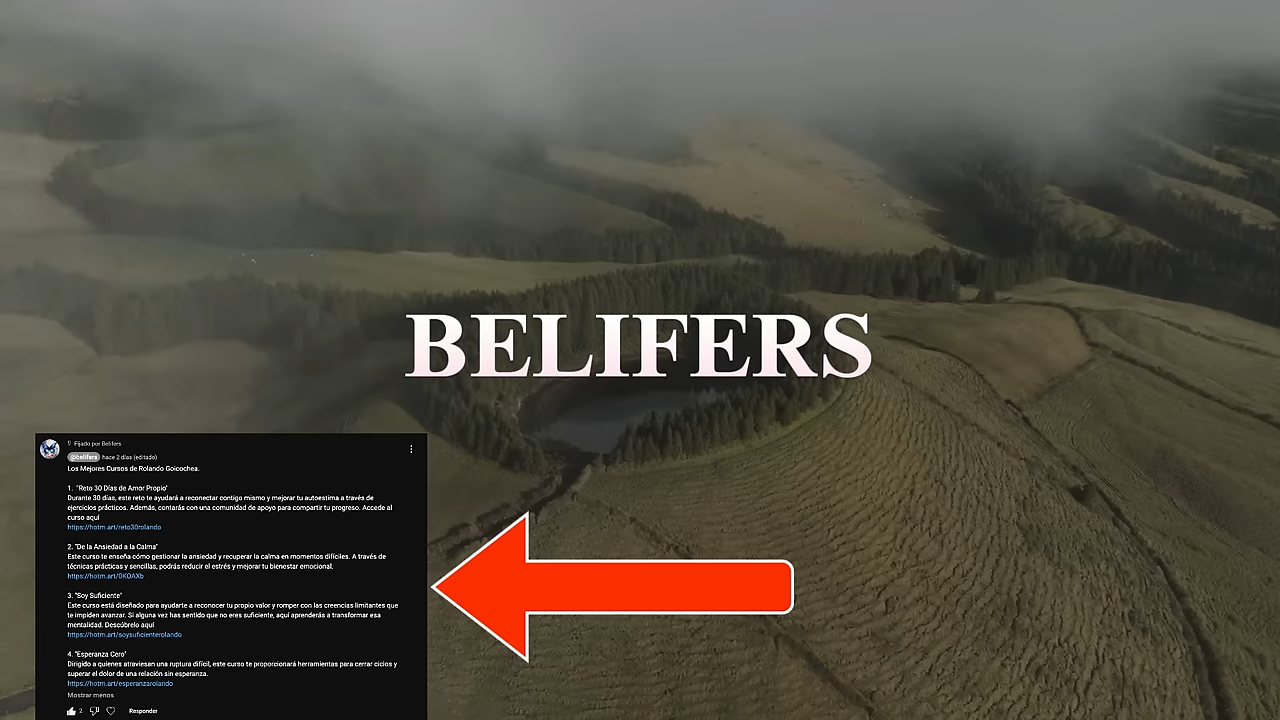 BELIFERS
Fijado por Belifers
@belifers hace 2 días (editado)
Los Mejores Cursos de Rolando Goicochea.
1. "Reto 30 Días de Amor Propio"
Durante 30 días, este reto te ayudará a reconectar contigo mismo y mejorar tu autoestima a través de
ejercicios prácticos. Además, contarás con una comunidad de apoyo para compartir tu progreso. Accede al
curso aquí
https://hotm.art/reto30rolando
2. "De la Ansiedad a la Calma"
Este curso te enseña cómo gestionar la ansiedad y recuperar la calma en momentos difíciles. A través de
técnicas prácticas y sencillas, podrás reducir el estrés y mejorar tu bienestar emocional.
https://hotm.art/0K0AXb
3. "Soy Suficiente"
Este curso está diseñado para ayudarte a reconocer tu propio valor y romper con las creencias limitantes que
te impiden avanzar. Si alguna vez has sentido que no eres suficiente, aquí aprenderás a transformar esa
mentalidad. Descúbrelo aquí
https://hotm.art/soysuficienterolando
4. "Esperanza Cero"
Dirigido a quienes atraviesan una ruptura difícil, este curso te proporcionará herramientas para cerrar ciclos y
superar el dolor de una relación sin esperanza.
https://hotm.art/esperanzarolando
Mostrar menos
2 Responder